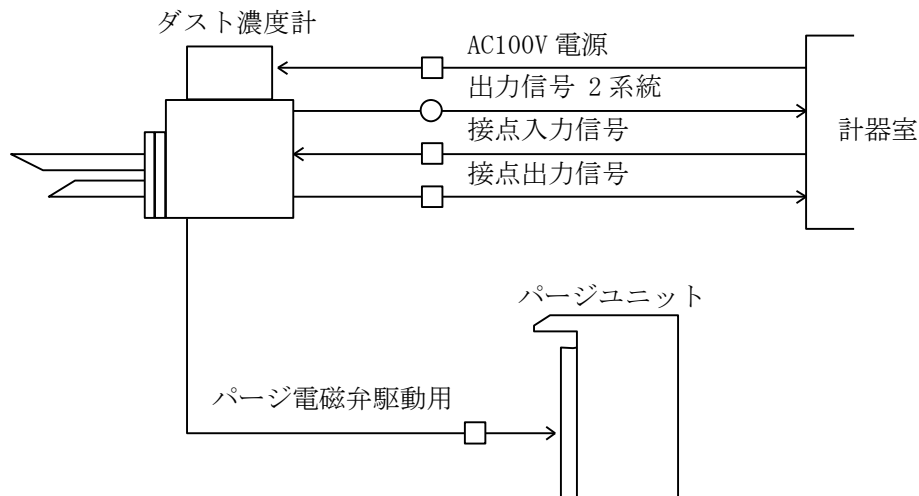 ダスト濃度計
AC100V 電源
出力信号 2 系統
接点入力信号
接点出力信号
計器室
パージユニット
パージ電磁弁駆動用